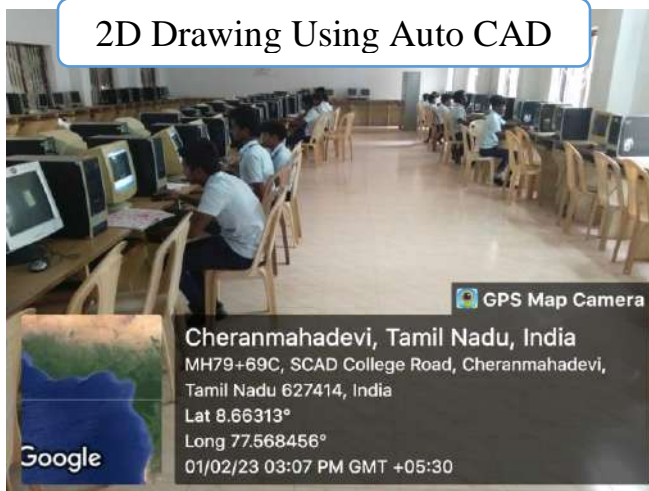 2D Drawing Using Auto CAD
GPS Map Camera
Cheranmahadevi, Tamil Nadu, India
MH79+69C, SCAD College Road, Cheranmahadevi,
Tamil Nadu 627414, India
Lat 8.66313°
Long 77.568456°
01/02/23 03:07 PM GMT +05:30
Google